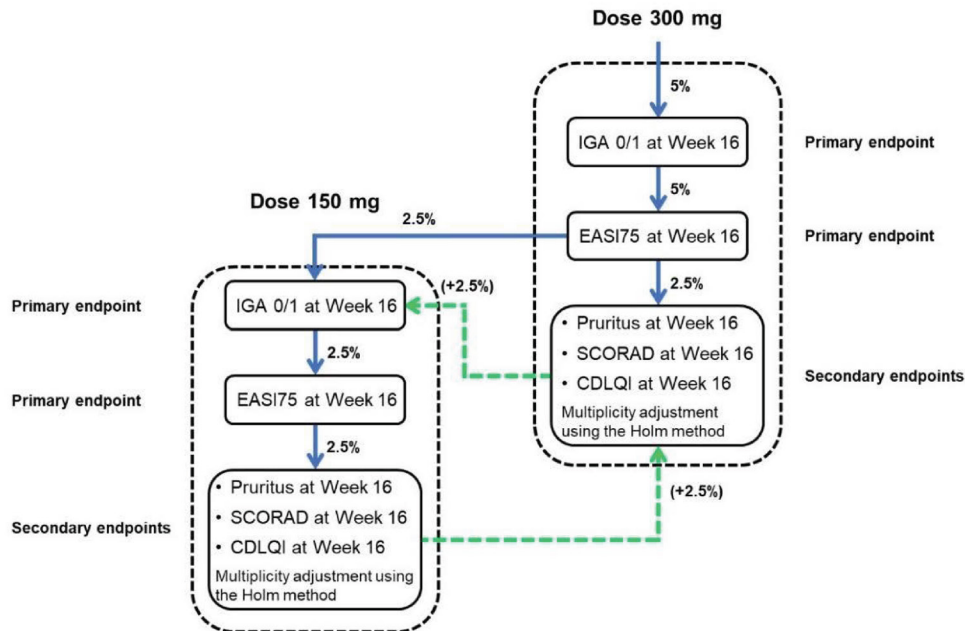 Dose 300 mg
5%
IGA 0/1 at Week 16
Primary endpoint
5%
Dose 150 mg
2.5%
EASI75 at Week 16
Primary endpoint
2.5%
(+2.5%)
Primary endpoint
IGA 0/1 at Week 16
• Pruritus at Week 16
• SCORAD at Week 16
• CDLQI at Week 16
Multiplicity adjustment
using the Holm method
Secondary endpoints
2.5%
Primary endpoint
EASI75 at Week 16
2.5%
(+2.5%)
Secondary endpoints
• Pruritus at Week 16
• SCORAD at Week 16
• CDLQI at Week 16
Multiplicity adjustment using
the Holm method